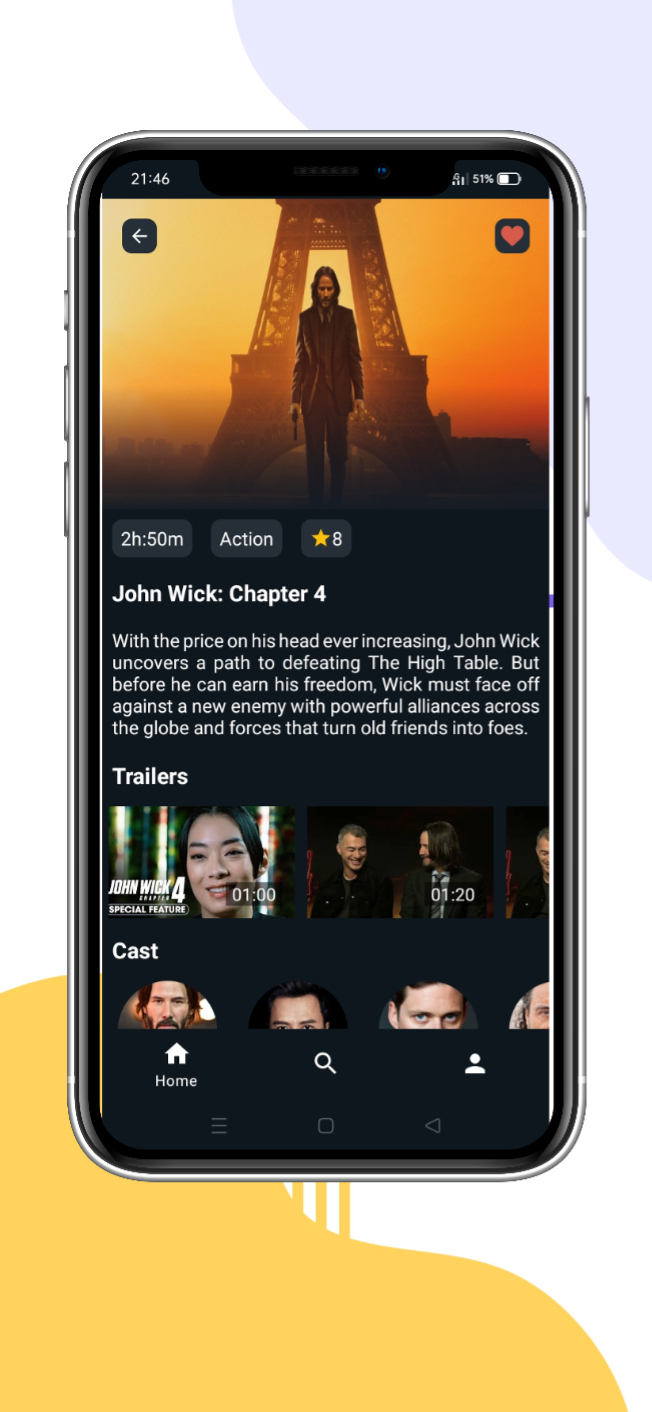 21:46
51%
2h:50m
Action
8
John Wick: Chapter 4
With the price on his head ever increasing, John Wick
uncovers a path to defeating The High Table. But
before he can earn his freedom, Wick must face off
against a new enemy with powerful alliances across
the globe and forces that turn old friends into foes.
Trailers
JOHN WICK
CHAPTER 4
SPECIAL FEATURE
01:00
01:20
Cast
Home